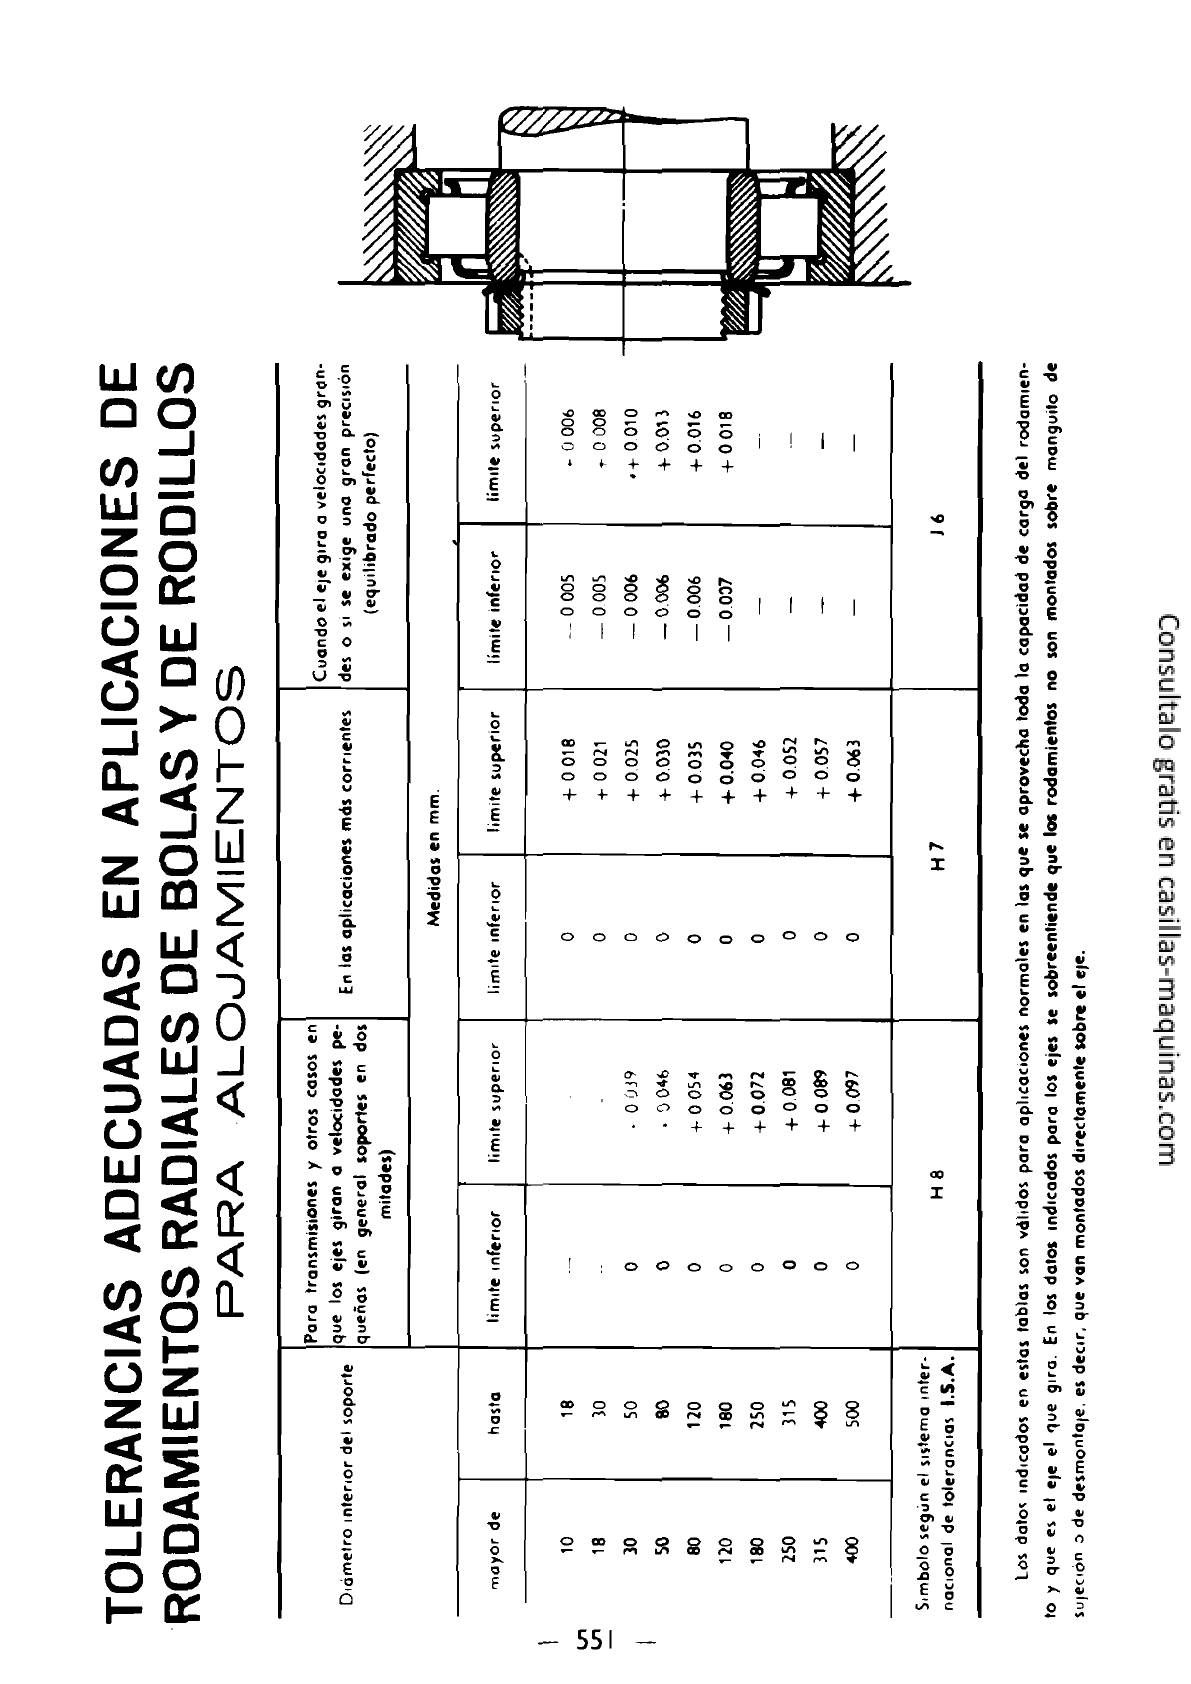 TOLERANCIAS ADECUADAS EN APLICACIONES DE
RODAMIENTOS RADIALES DE BOLAS Y DE RODILLOS
PARA ALOJAMIENTOS
Diámetro interior del soporte
Para transmisiones y otros casos en
que los ejes giran a velocidades pe-
queñas (en general soportes en dos
mitades)
En las aplicaciones más corrientes
Cuando el eje gira a velocidades gran-
des o si se exige una gran precisión
(equilibrado perfecto)
Medidas en mm.
mayor de hasta límite inferior límite superior límite inferior límite superior límite inferior límite superior
10 18 — 0 + 0 018 — 0 005 0 006
18 30 — 0 + 0 021 — 0 005 + 0 008
30 50 0 0 039 0 + 0.025 — 0 006 + 0 010
50 80 0 0 046 0 + 0.030 — 0.006 + 0.013
80 120 0 + 0 054 0 + 0.035 — 0.006 + 0.016
120 180 0 + 0.063 0 + 0.040 — 0.007 + 0 018
180 250 0 + 0.072 0 + 0.046 — —
250 315 0 + 0.081 0 + 0.052 — —
315 400 0 + 0 089 0 + 0.057 — —
400 500 0 + 0.097 0 + 0.063 — —
Símbolo según el sistema inter-
nacional de tolerancias I.S.A.
H 8 H 7 J 6
Los datos indicados en estas tablas son válidos para aplicaciones normales en las que se aprovecha toda la capacidad de carga del rodamien-
to y que es el eje el que gira. En los datos indicados para los ejes se sobreentiende que los rodamientos no son montados sobre manguito de
sujeción o de desmontaje, es decir, que van montados directamente sobre el eje.
— 551 —
Consultalo gratis en casillas-maquinas.com